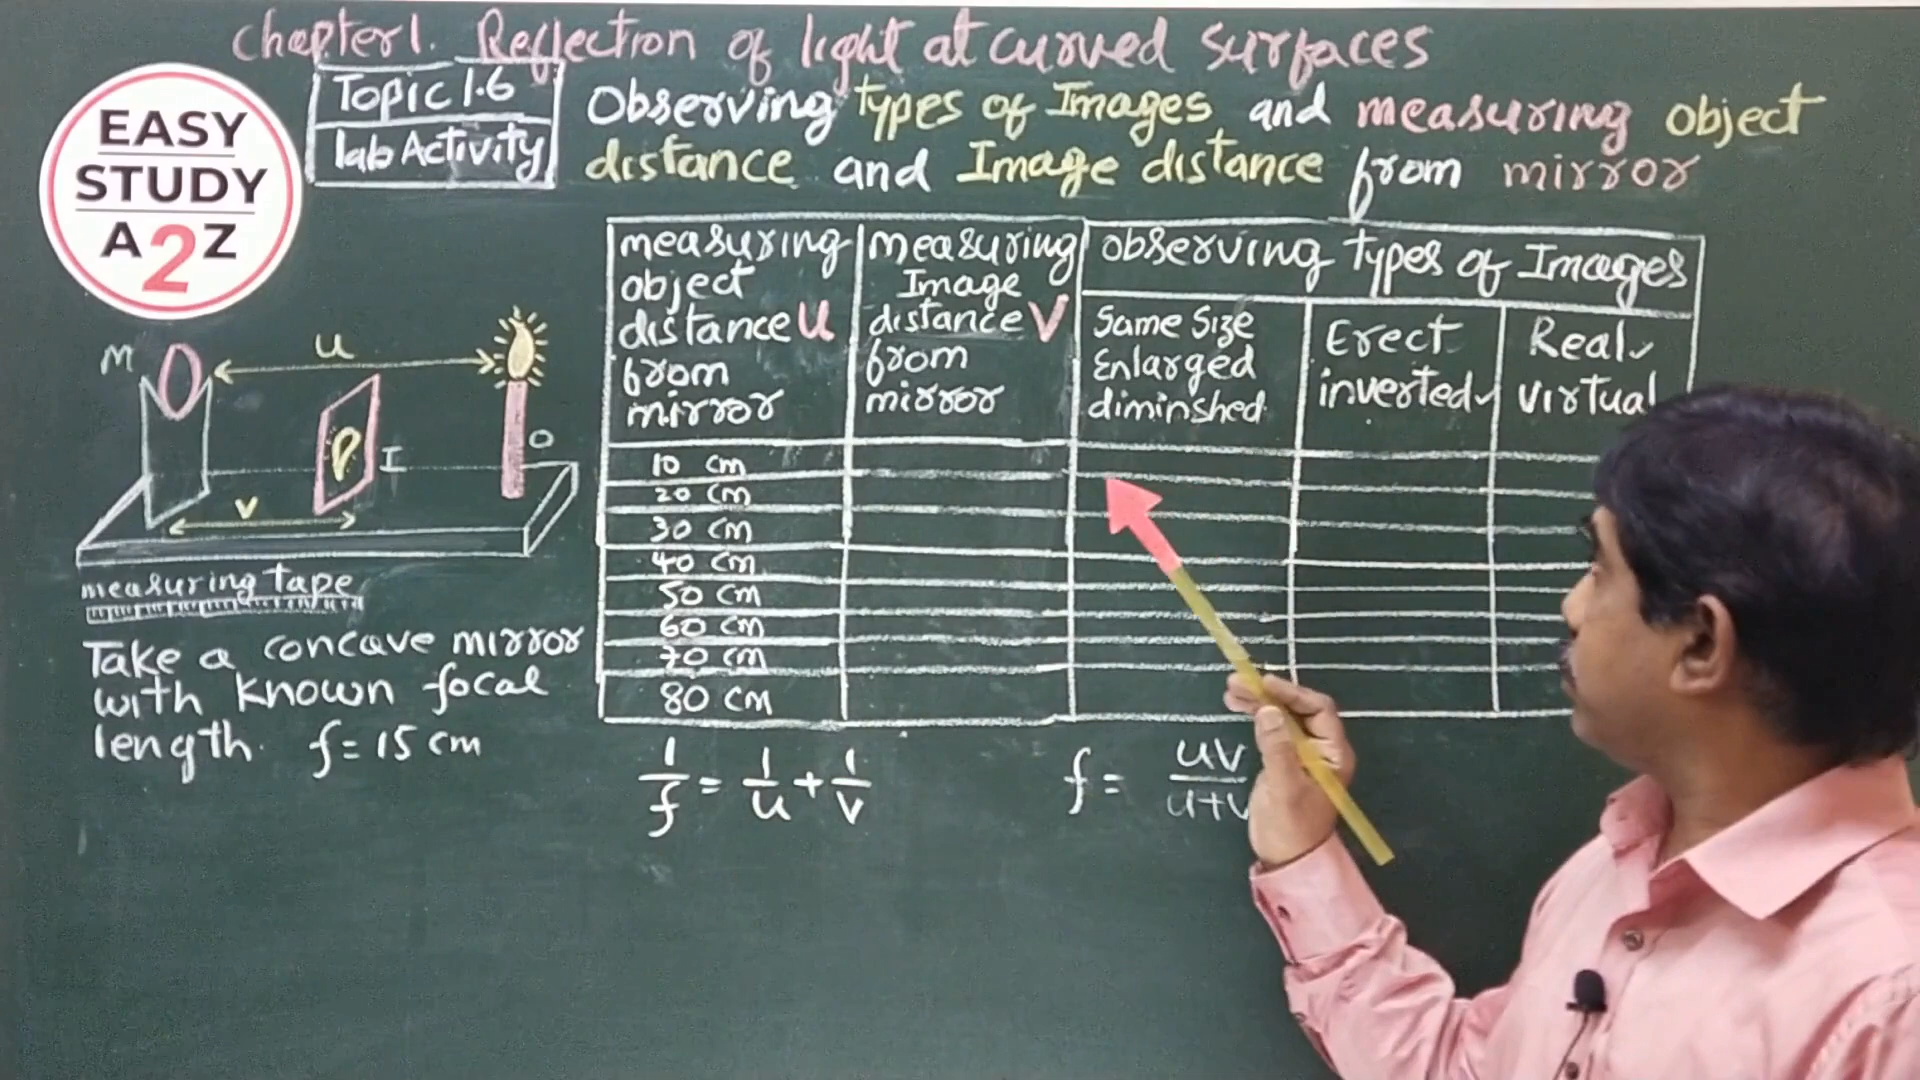 Chapter 1. Reflection of light at curved surfaces
EASY
STUDY
A2Z
Topic 1.6
lab Activity
Observing types of Images and measuring object
distance and Image distance from mirror
measuring
object
distance u
from
mirror
measuring
Image
distance v
from
mirror
observing types of Images
Same Size
Enlarged
diminshed
Erect
inverted
Real
virtual
10 cm
20 cm
30 cm
40 cm
50 cm
60 cm
70 cm
80 cm
M
u
O
I
v
measuring tape
Take a concave mirror
with known focal
length. f = 15 cm
1/f = 1/u + 1/v
f = uv/u+v